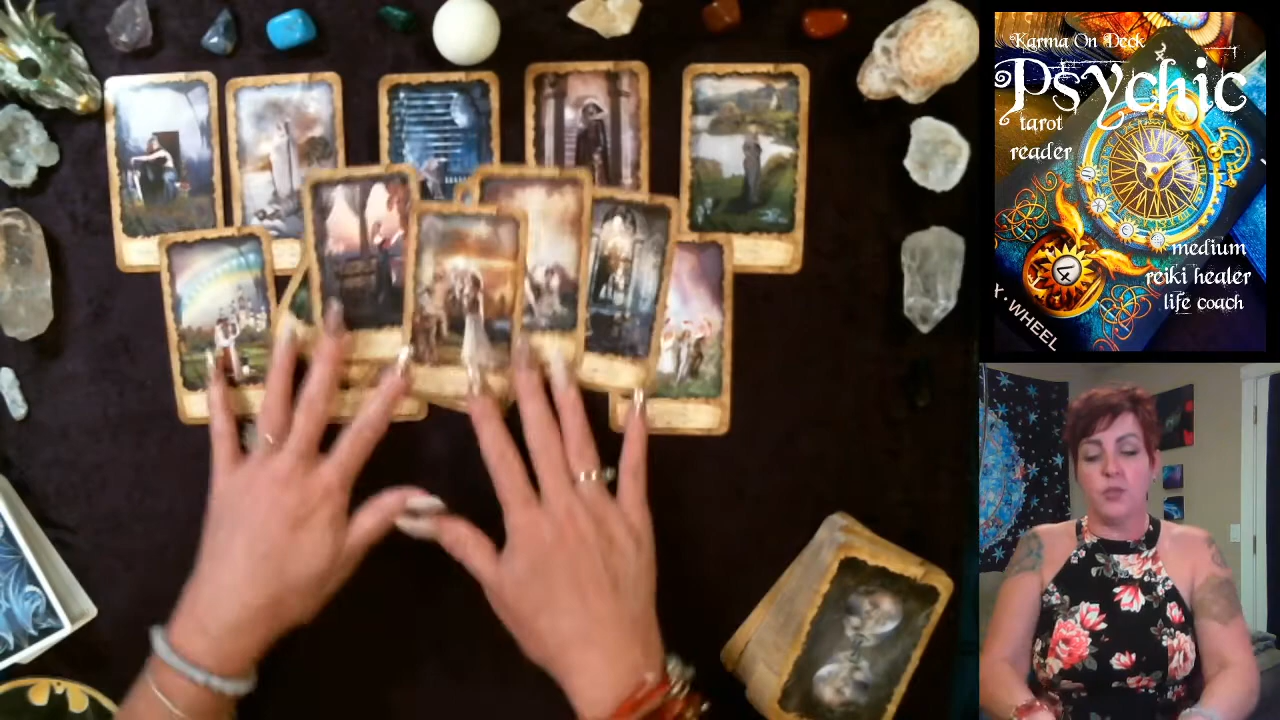 Karma On Deck
Psychic
tarot
reader
medium
reiki healer
life coach
X • WHEEL